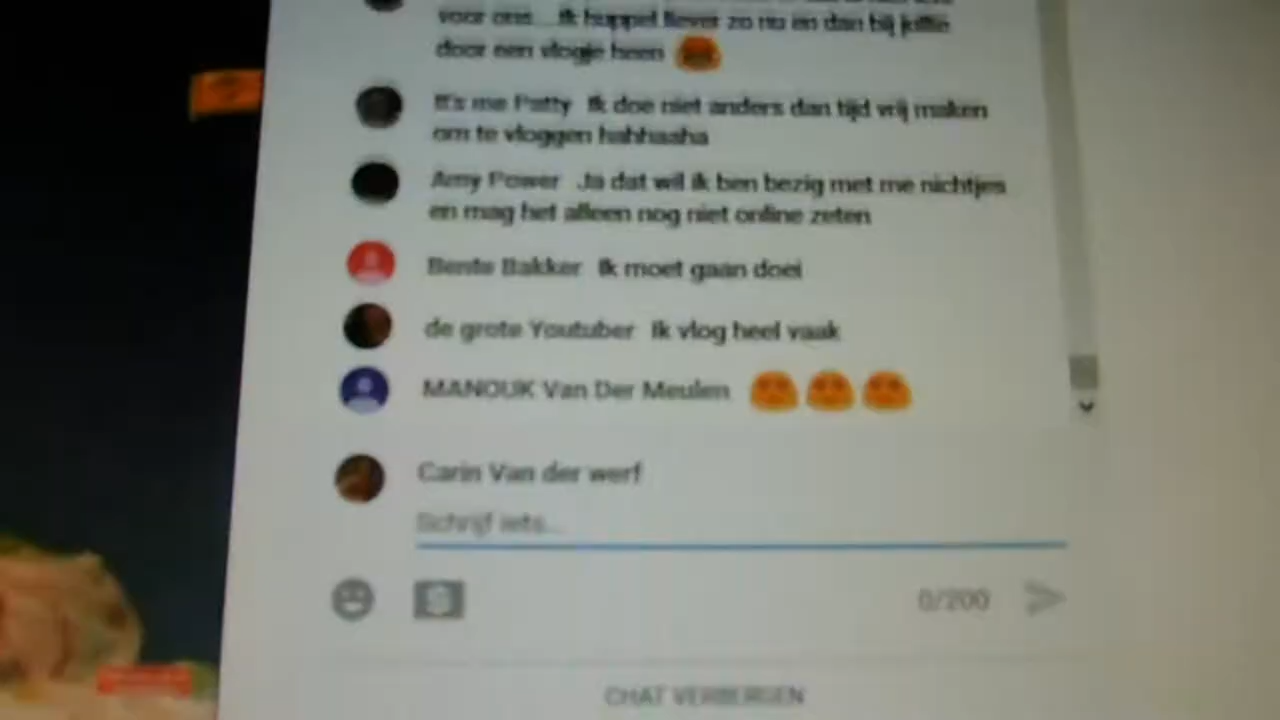 voor ons... Ik huppel liever zo nu en dan bij jullie
door een vlogje heen
It's me Patty Ik doe niet anders dan tijd vrij maken
om te vloggen hahhaaha
Amy Power Ja dat wil ik ben bezig met me nichtjes
en mag het alleen nog niet online zeten
Bente Bakker Ik moet gaan doei
de grote Youtuber Ik vlog heel vaak
MANOUK Van Der Meulen
Carin Van der werf
Schrijf iets...
0/200
CHAT VERBERGEN